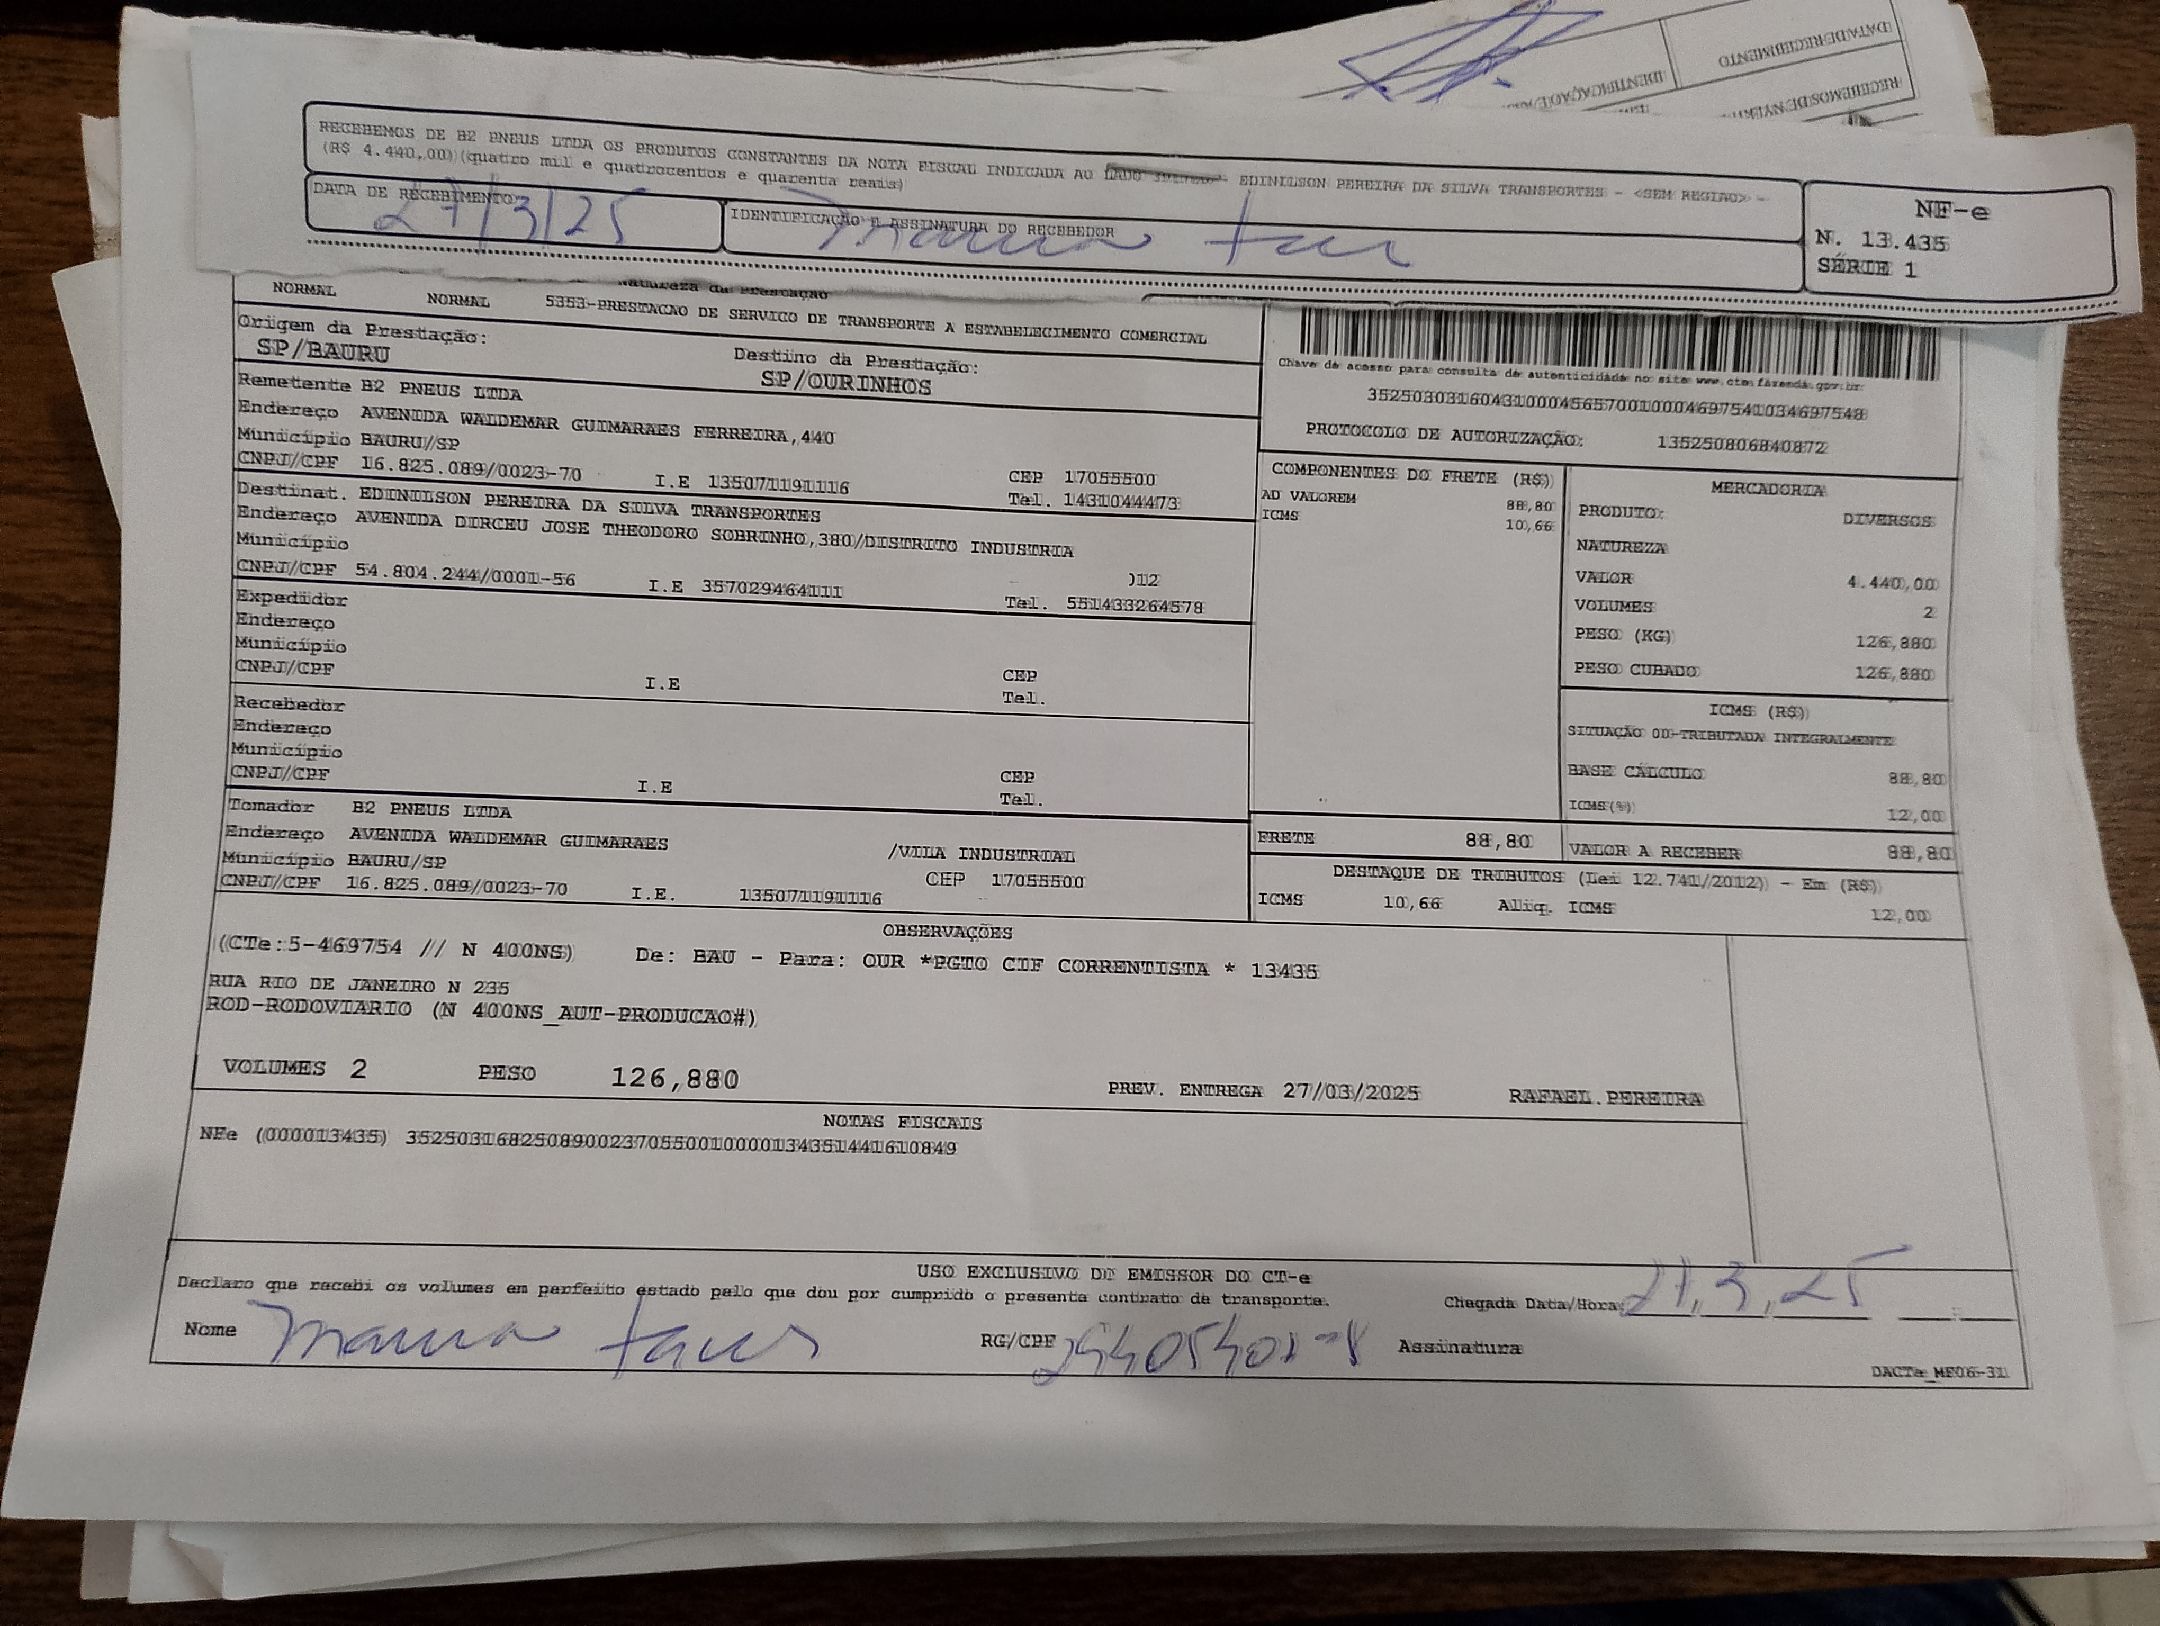 DATA DE RECEBIMENTO
IDENTIFICAÇÃO E
RECEBEMOS DE
RECEBEMOS DE B2 PNEUS LTDA OS PRODUTOS CONSTANTES DA NOTA FISCAL INDICADA AO EDINILSON PEREIRA DA SILVA TRANSPORTES - <SEM REGIAO> -
(R$ 4.440,00) (quatro mil e quatrocentos e quarenta reais)
DATA DE RECEBIMENTO
27/3/25
IDENTIFICAÇÃO E ASSINATURA DO RECEBEDOR
NF-e
N. 13.435
SÉRIE 1
Natureza da Prestação
NORMAL NORMAL 5353-PRESTACAO DE SERVICO DE TRANSPORTE A ESTABELECIMENTO COMERCIAL
Origem da Prestação: Destino da Prestação:
SP/BAURU SP/OURINHOS
Remetente B2 PNEUS LTDA
Endereço AVENIDA WALDEMAR GUIMARAES FERREIRA,440
Município BAURU/SP CEP 17055500
CNPJ/CPF 16.825.089/0023-70 I.E 135071191116 Tel. 1431044473
Destinat. EDINILSON PEREIRA DA SILVA TRANSPORTES
Endereço AVENIDA DIRCEU JOSE THEODORO SOBRINHO,380/DISTRITO INDUSTRIA
Município )12
CNPJ/CPF 54.804.244/0001-56 I.E 357029464111 Tel. 551433264578
Expedidor
Endereço
Município CEP
CNPJ/CPF I.E Tel.
Recebedor
Endereço
Município CEP
CNPJ/CPF I.E Tel.
Tomador B2 PNEUS LTDA
Endereço AVENIDA WALDEMAR GUIMARAES /VILA INDUSTRIAL
Município BAURU/SP CEP 17055500
CNPJ/CPF 16.825.089/0023-70 I.E. 135071191116
Chave de acesso para consulta de autenticidade no site www.cte.fazenda.gov.br
35250303160431000456570010004697541034697548
PROTOCOLO DE AUTORIZAÇÃO: 135250806840872
COMPONENTES DO FRETE (R$)
AD VALOREM 88,80
ICMS 10,66
MERCADORIA
PRODUTO: DIVERSOS
NATUREZA
VALOR 4.440,00
VOLUMES 2
PESO (KG) 126,880
PESO CUBADO 126,880
ICMS (R$)
SITUAÇÃO 00-TRIBUTADA INTEGRALMENTE
BASE CÁLCULO 88,80
ICMS(%) 12,00
FRETE 88,80 VALOR A RECEBER 88,80
DESTAQUE DE TRIBUTOS (Lei 12.741/2012) - Em (R$)
ICMS 10,66 Aliq. ICMS 12,00
OBSERVAÇÕES
(CTe:5-469754 // N 400NS) De: BAU - Para: OUR *PGTO CIF CORRENTISTA * 13435
RUA RIO DE JANEIRO N 235
ROD-RODOVIARIO (N 400NS_AUT-PRODUCAO#)
VOLUMES 2 PESO 126,880 PREV. ENTREGA 27/03/2025 RAFAEL.PEREIRA
NOTAS FISCAIS
NFe (000013435) 35250316825089002370550010000134351441610849
USO EXCLUSIVO DO EMISSOR DO CT-e
Declaro que recebi os volumes em perfeito estado pelo que dou por cumprido o presente contrato de transporte. Chegada Data/Hora 27,3,25
Nome RG/CPF Assinatura
DACTe_MF06-31